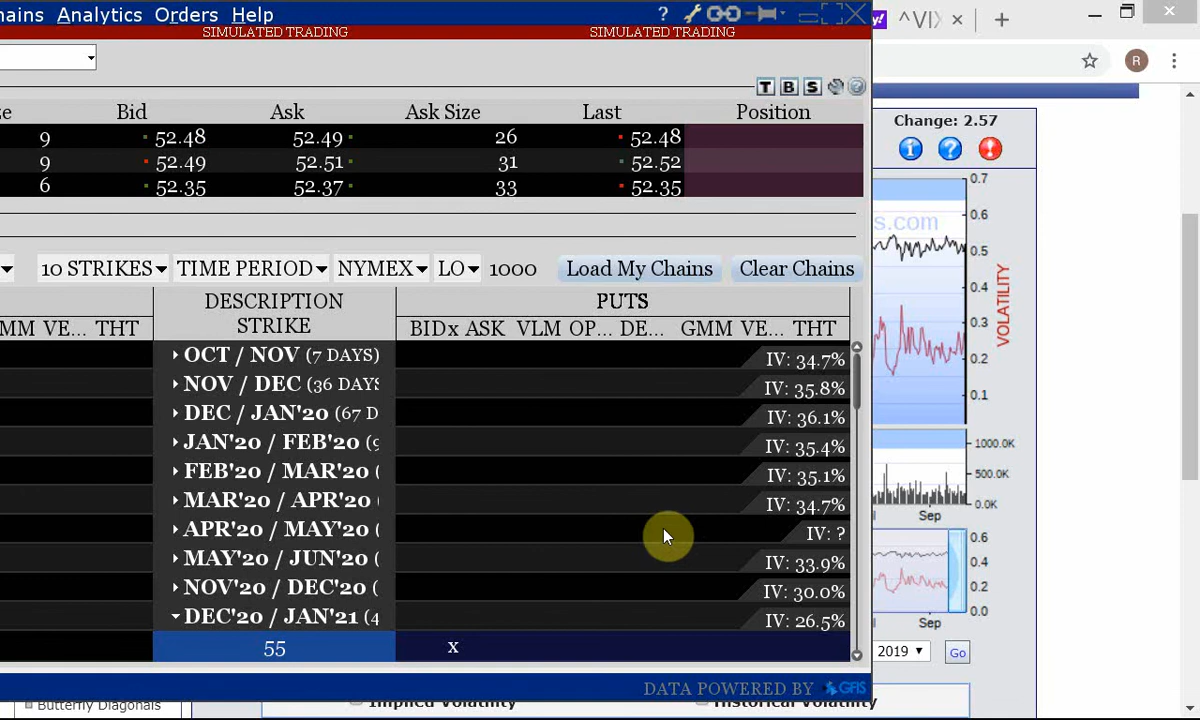 hains Analytics Orders Help ?
SIMULATED TRADING SIMULATED TRADING
^VIX × +
R
T B S
ze Bid Ask Ask Size Last Position
9 52.48 52.49 26 52.48
9 52.49 52.51 31 52.52
6 52.35 52.37 33 52.35
Change: 2.57
10 STRIKES TIME PERIOD NYMEX LO 1000 Load My Chains Clear Chains
DESCRIPTION PUTS
MM VE... THT STRIKE BIDx ASK VLM OP... DE... GMM VE... THT
OCT / NOV (7 DAYS) IV: 34.7%
NOV / DEC (36 DAYS IV: 35.8%
DEC / JAN'20 (67 D IV: 36.1%
JAN'20 / FEB'20 (9 IV: 35.4%
FEB'20 / MAR'20 ( IV: 35.1%
MAR'20 / APR'20 ( IV: 34.7%
APR'20 / MAY'20 ( IV: ?
MAY'20 / JUN'20 ( IV: 33.9%
NOV'20 / DEC'20 ( IV: 30.0%
DEC'20 / JAN'21 (4 IV: 26.5%
55 x
DATA POWERED BY GFIS
s.com
0.7
0.6
0.5
0.4
0.3
0.2
0.1
VOLATILITY
1000.0K
500.0K
0.0K
Sep
0.6
0.4
0.2
0.0
Sep
2019 Go
Butterfly Diagonals Implied Volatility Historical Volatility